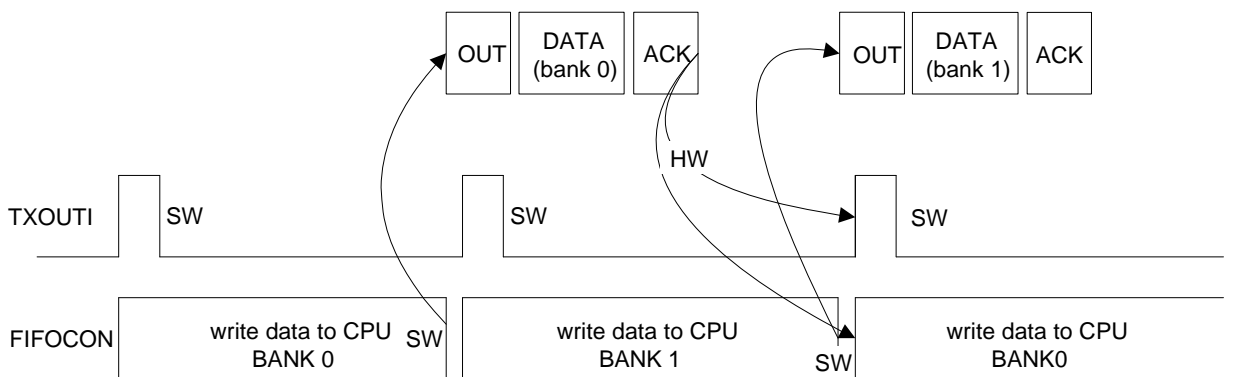 OUT DATA (bank 0) ACK OUT DATA (bank 1) ACK
HW
TXOUTI SW SW SW
FIFOCON write data to CPU BANK 0 SW write data to CPU BANK 1 SW write data to CPU BANK0